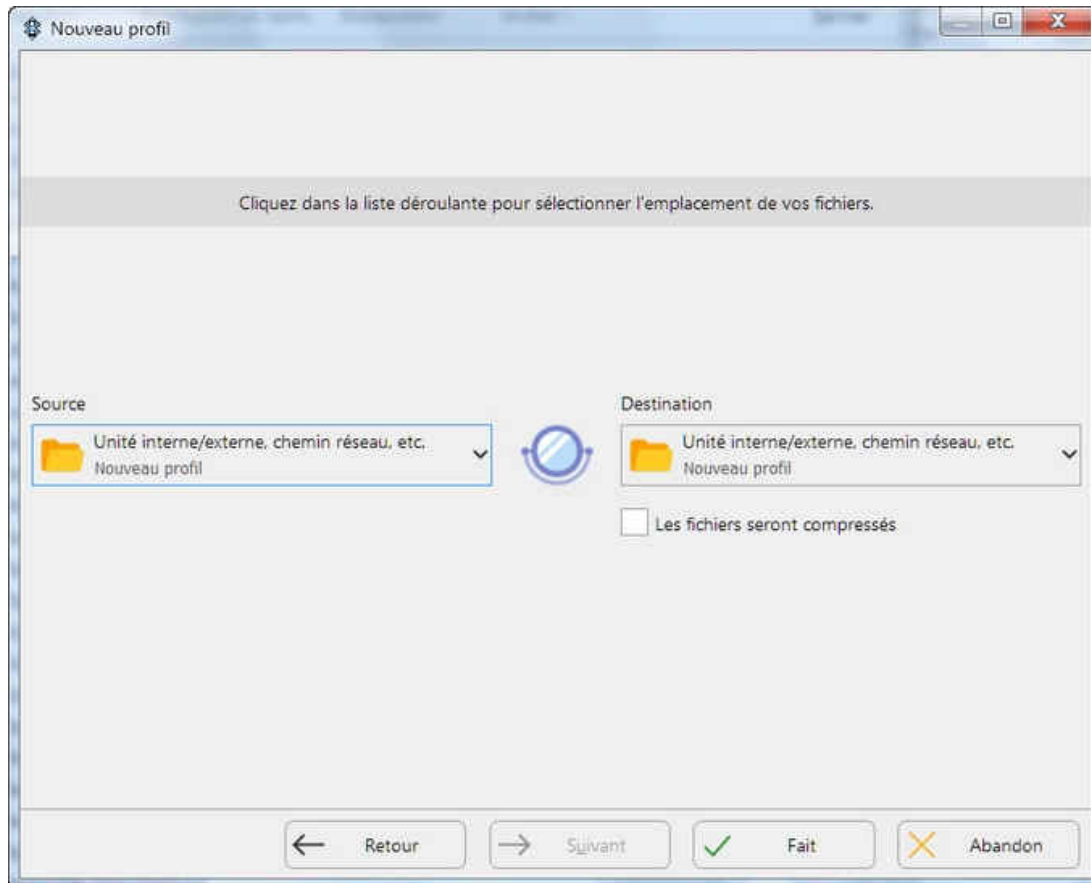 Nouveau profil
Cliquez dans la liste déroulante pour sélectionner l'emplacement de vos fichiers.
Source
Destination
Unité interne/externe, chemin réseau, etc.
Nouveau profil
Unité interne/externe, chemin réseau, etc.
Nouveau profil
Les fichiers seront compressés
Retour
Suivant
Fait
Abandon